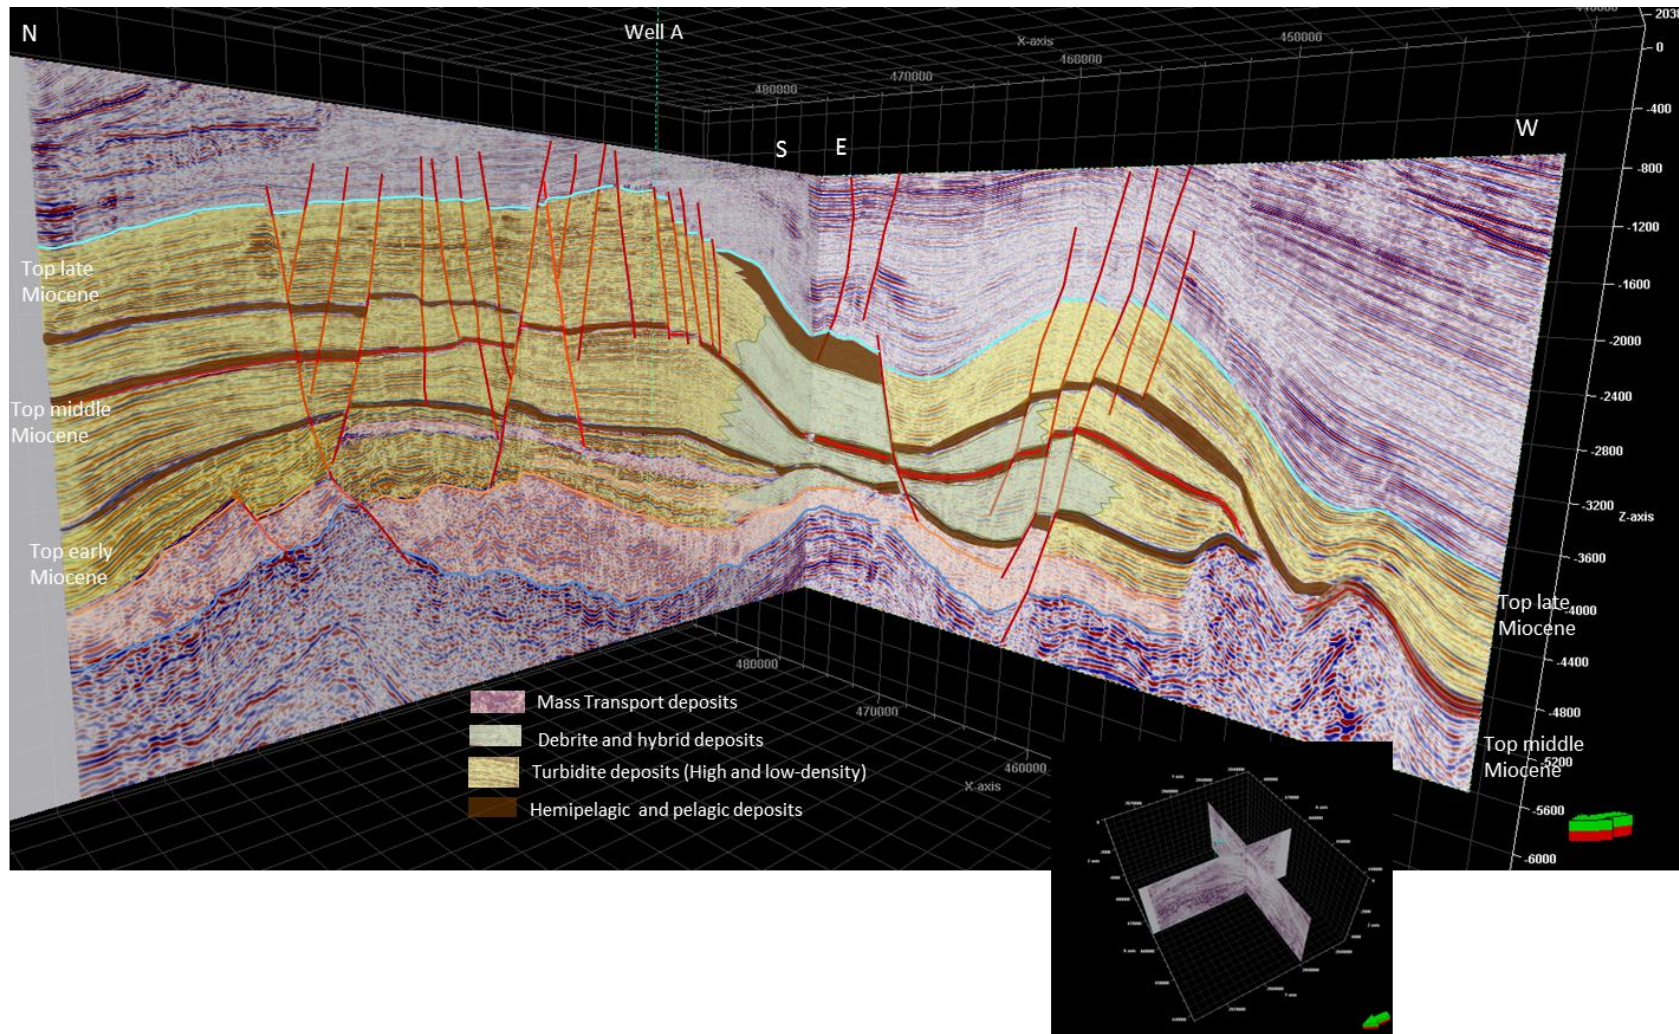 N
Well A
S
E
W
X-axis
480000
470000
460000
450000
0
-400
-800
-1200
-1600
-2000
-2400
-2800
-3200
Z-axis
-3600
-4000
-4400
-4800
-5200
-5600
-6000
Top late
Miocene
Top middle
Miocene
Top early
Miocene
Top late
Miocene
Top middle
Miocene
480000
470000
460000
X-axis
Mass Transport deposits
Debrite and hybrid deposits
Turbidite deposits (High and low-density)
Hemipelagic and pelagic deposits